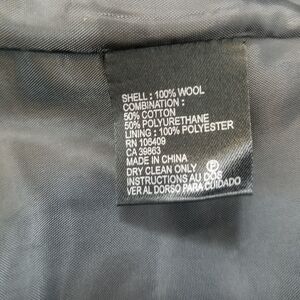 SHELL : 100% WOOL
COMBINATION :
50% COTTON
50% POLYURETHANE
LINING : 100% POLYESTER
RN 106409
CA 39863
MADE IN CHINA
DRY CLEAN ONLY Ⓟ
INSTRUCTIONS AU DOS
VER AL DORSO PARA CUIDADO